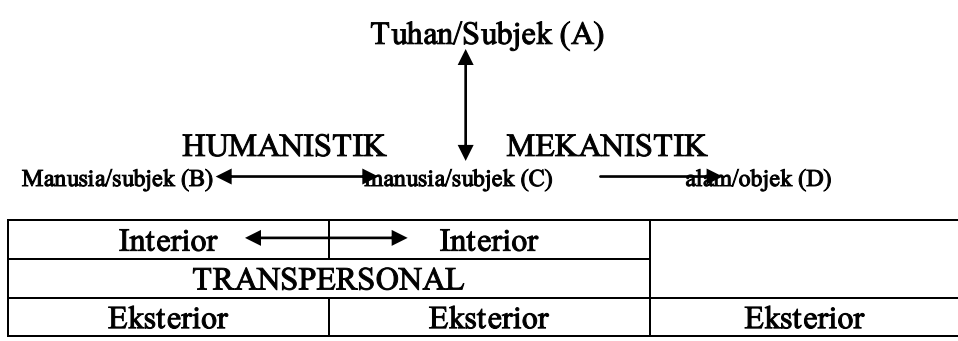 Tuhan/Subjek (A)
HUMANISTIK MEKANISTIK
Manusia/subjek (B) manusia/subjek (C) alam/objek (D)
Interior Interior
TRANSPERSONAL
Eksterior Eksterior Eksterior